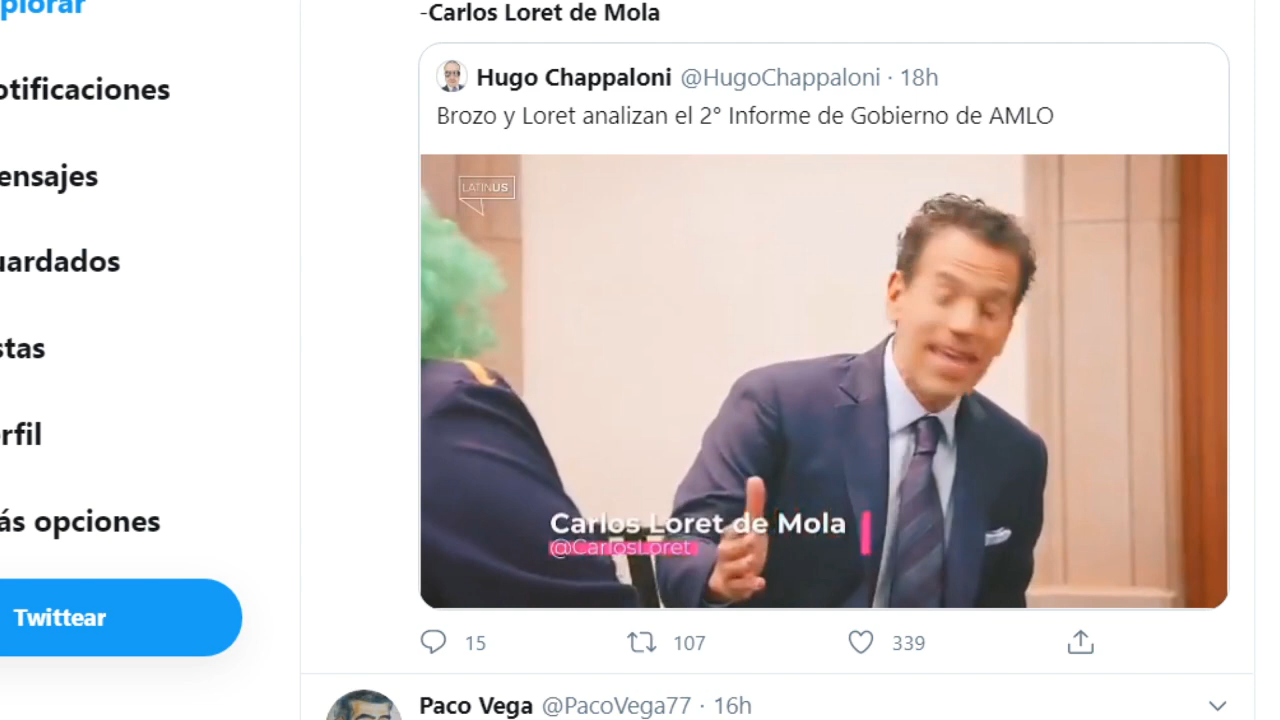 plorar
otificaciones
ensajes
uardados
stas
rfil
ás opciones
Twittear
-Carlos Loret de Mola
Hugo Chappaloni @HugoChappaloni · 18h
Brozo y Loret analizan el 2° Informe de Gobierno de AMLO
LATINUS
Carlos Loret de Mola
@CarlosLoret
15 107 339
Paco Vega @PacoVega77 · 16h